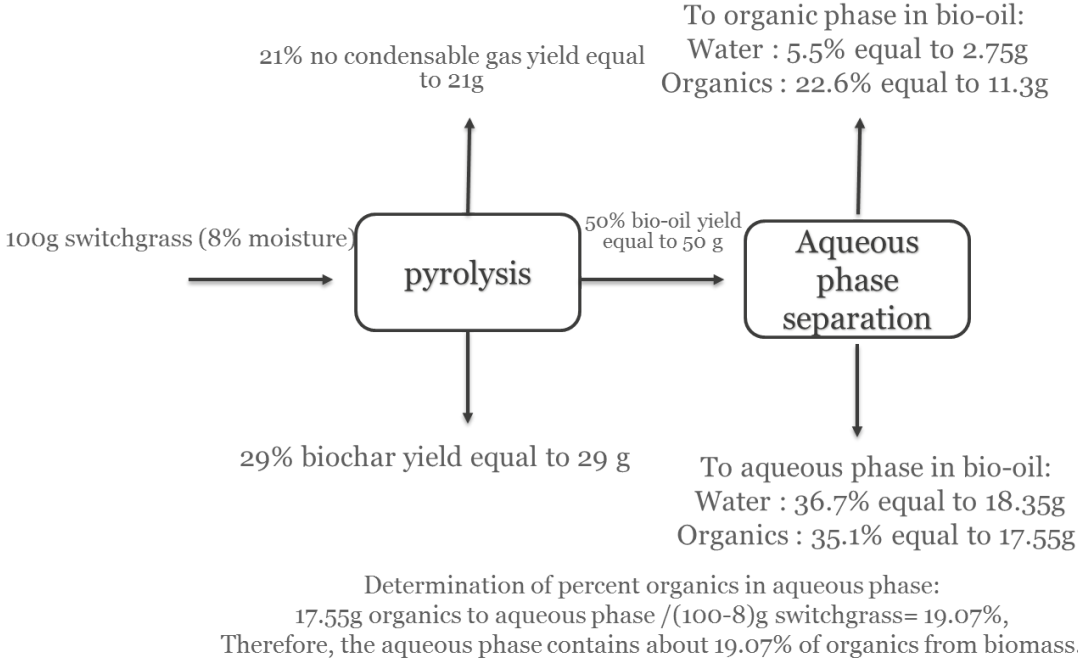 To organic phase in bio-oil:
Water : 5.5% equal to 2.75g
Organics : 22.6% equal to 11.3g
21% no condensable gas yield equal
to 21g
100g switchgrass (8% moisture)
pyrolysis
50% bio-oil yield
equal to 50 g
Aqueous
phase
separation
29% biochar yield equal to 29 g
To aqueous phase in bio-oil:
Water : 36.7% equal to 18.35g
Organics : 35.1% equal to 17.55g
Determination of percent organics in aqueous phase:
17.55g organics to aqueous phase /(100-8)g switchgrass= 19.07%,
Therefore, the aqueous phase contains about 19.07% of organics from biomass.